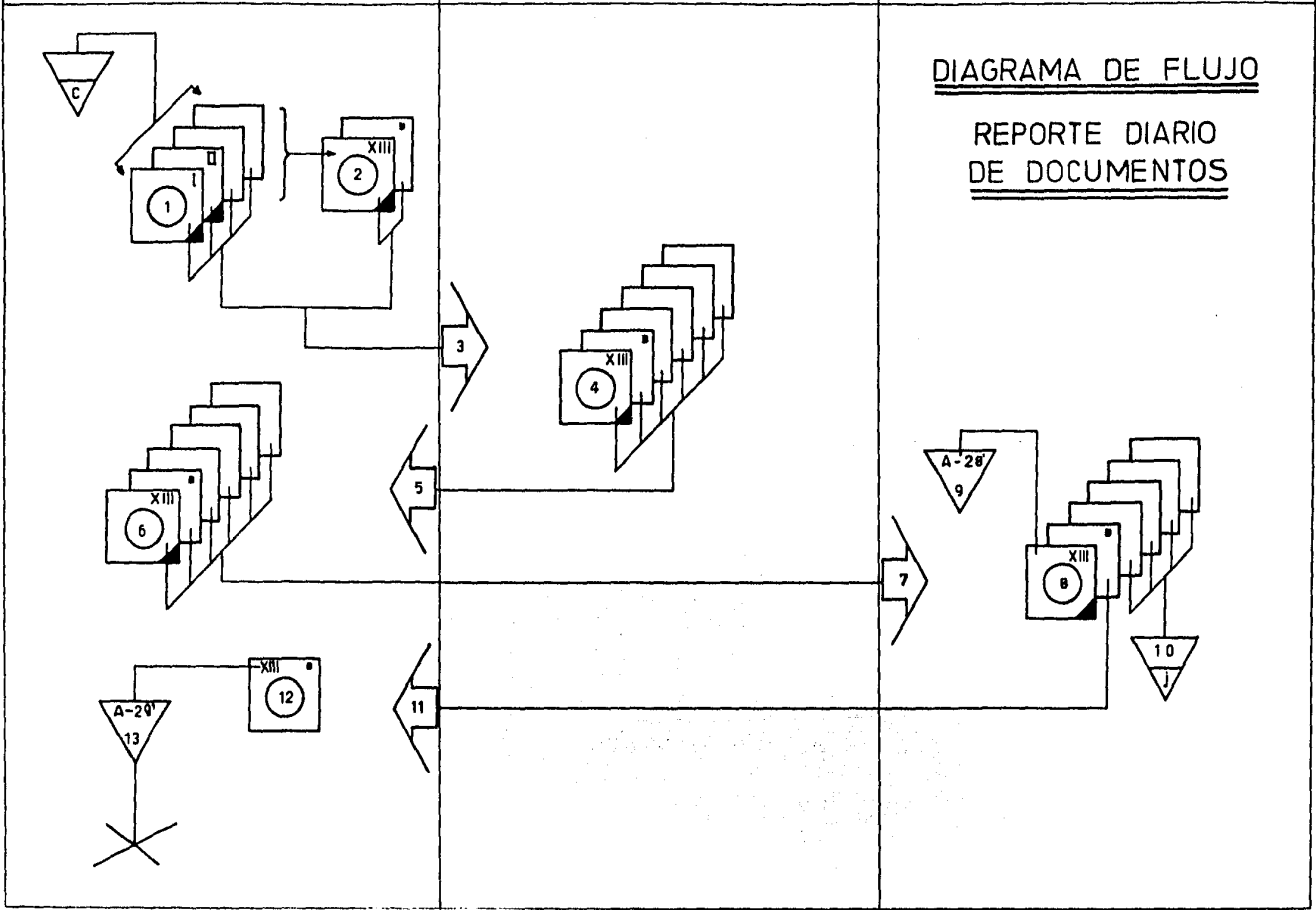 DIAGRAMA DE FLUJO
REPORTE DIARIO
DE DOCUMENTOS
C
I
II
1
XIII
2
3
XIII
4
5
XIII
6
7
A-28'
9
XIII
8
10
j
11
XIII
12
A-29'
13